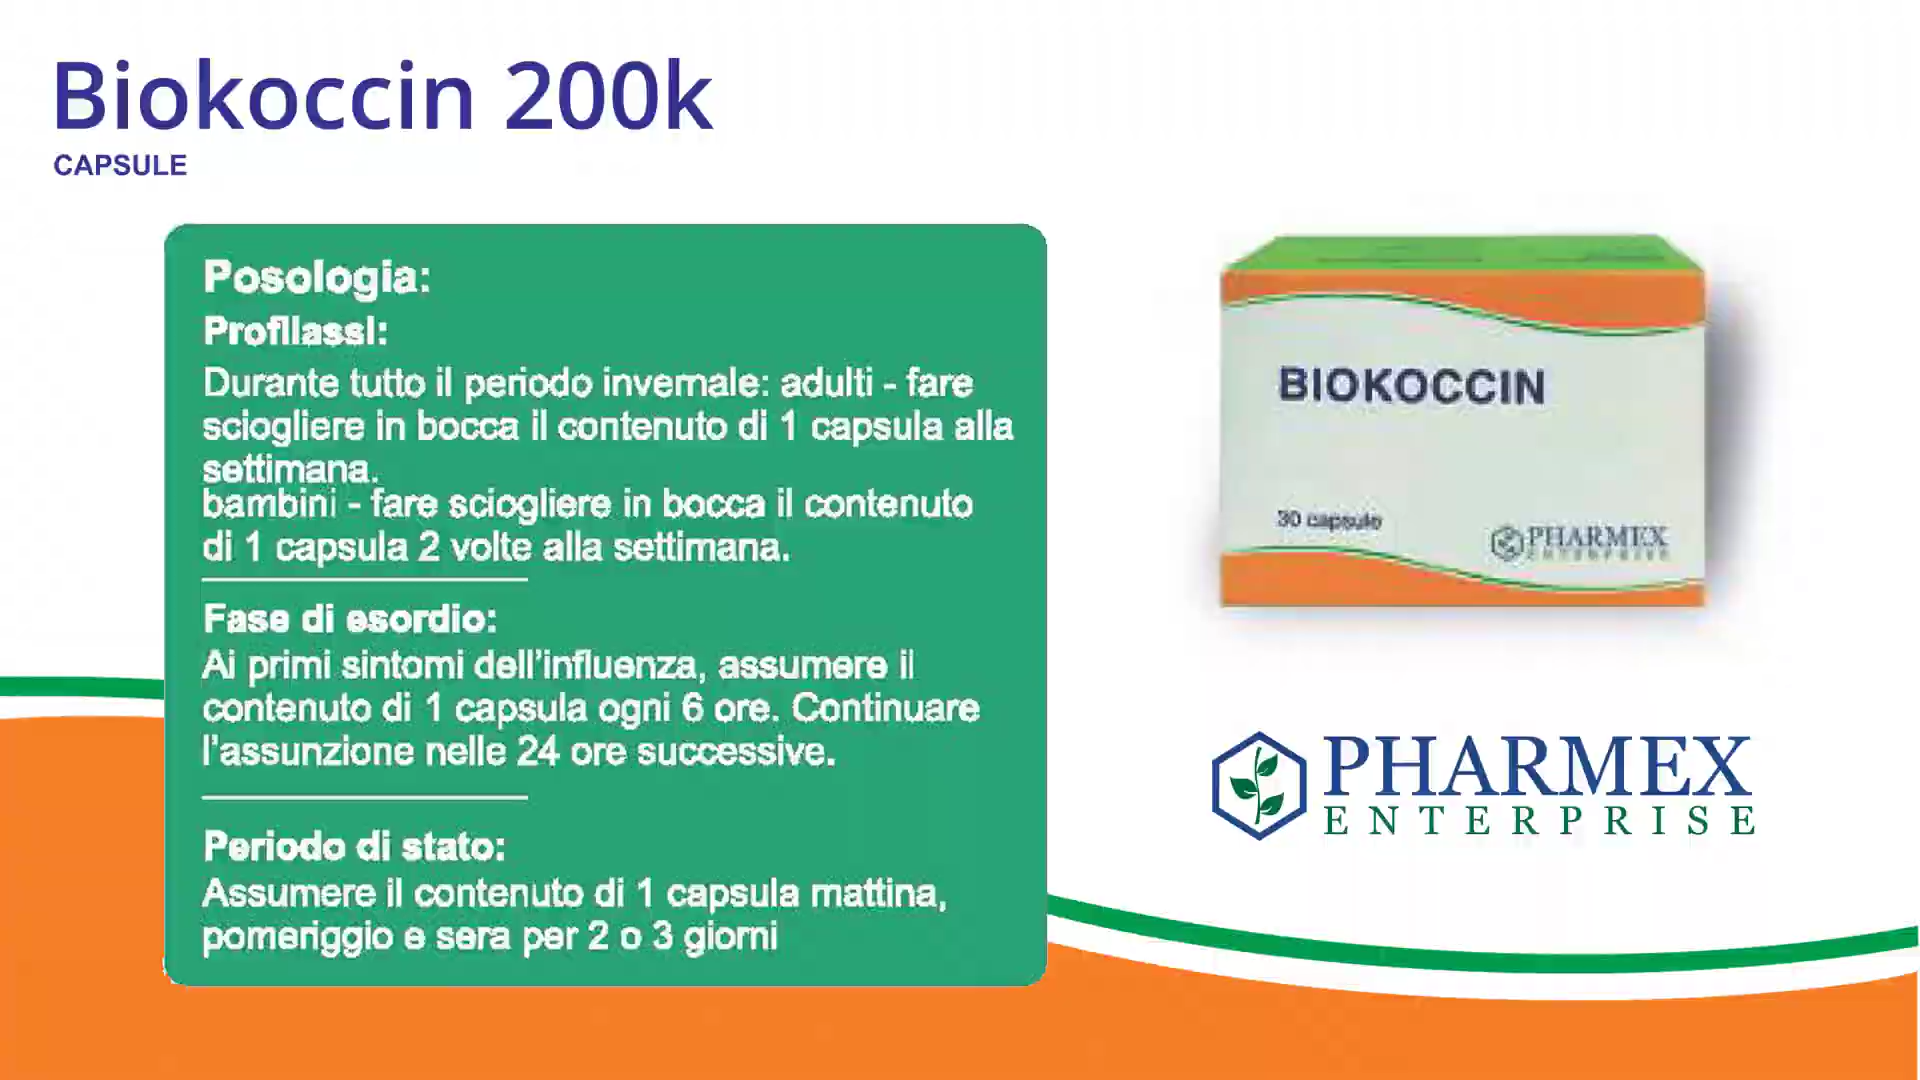 Biokoccin 200k
CAPSULE
Posologia:
Profilassi:
Durante tutto il periodo invernale: adulti - fare
sciogliere in bocca il contenuto di 1 capsula alla
settimana.
bambini - fare sciogliere in bocca il contenuto
di 1 capsula 2 volte alla settimana.
Fase di esordio:
Ai primi sintomi dell’influenza, assumere il
contenuto di 1 capsula ogni 6 ore. Continuare
l’assunzione nelle 24 ore successive.
Periodo di stato:
Assumere il contenuto di 1 capsula mattina,
pomeriggio e sera per 2 o 3 giorni
BIOKOCCIN
30 capsule
PHARMEX
ENTERPRISE
PHARMEX
ENTERPRISE